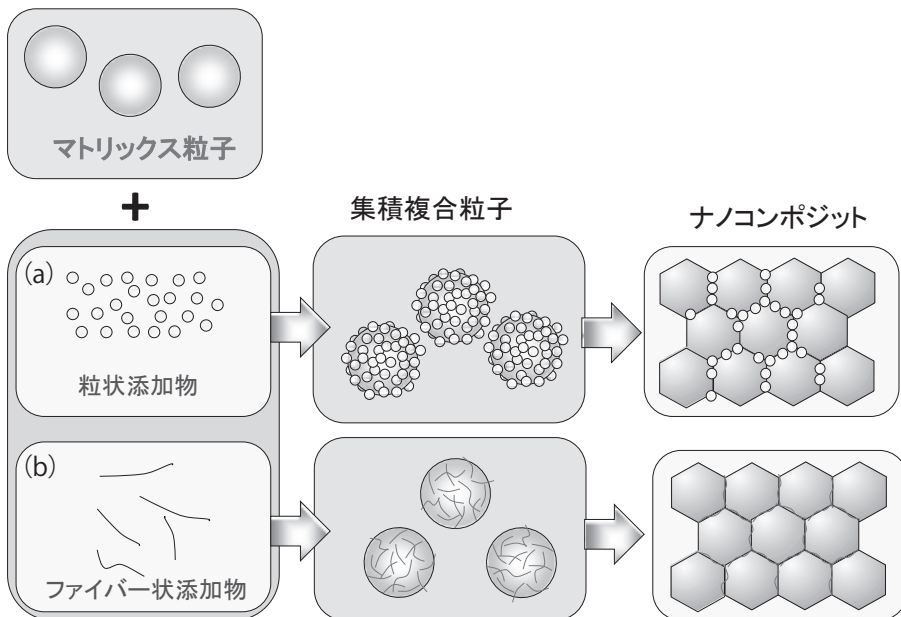 マトリックス粒子
+
集積複合粒子
ナノコンポジット
(a)
粒状添加物
(b)
ファイバー状添加物